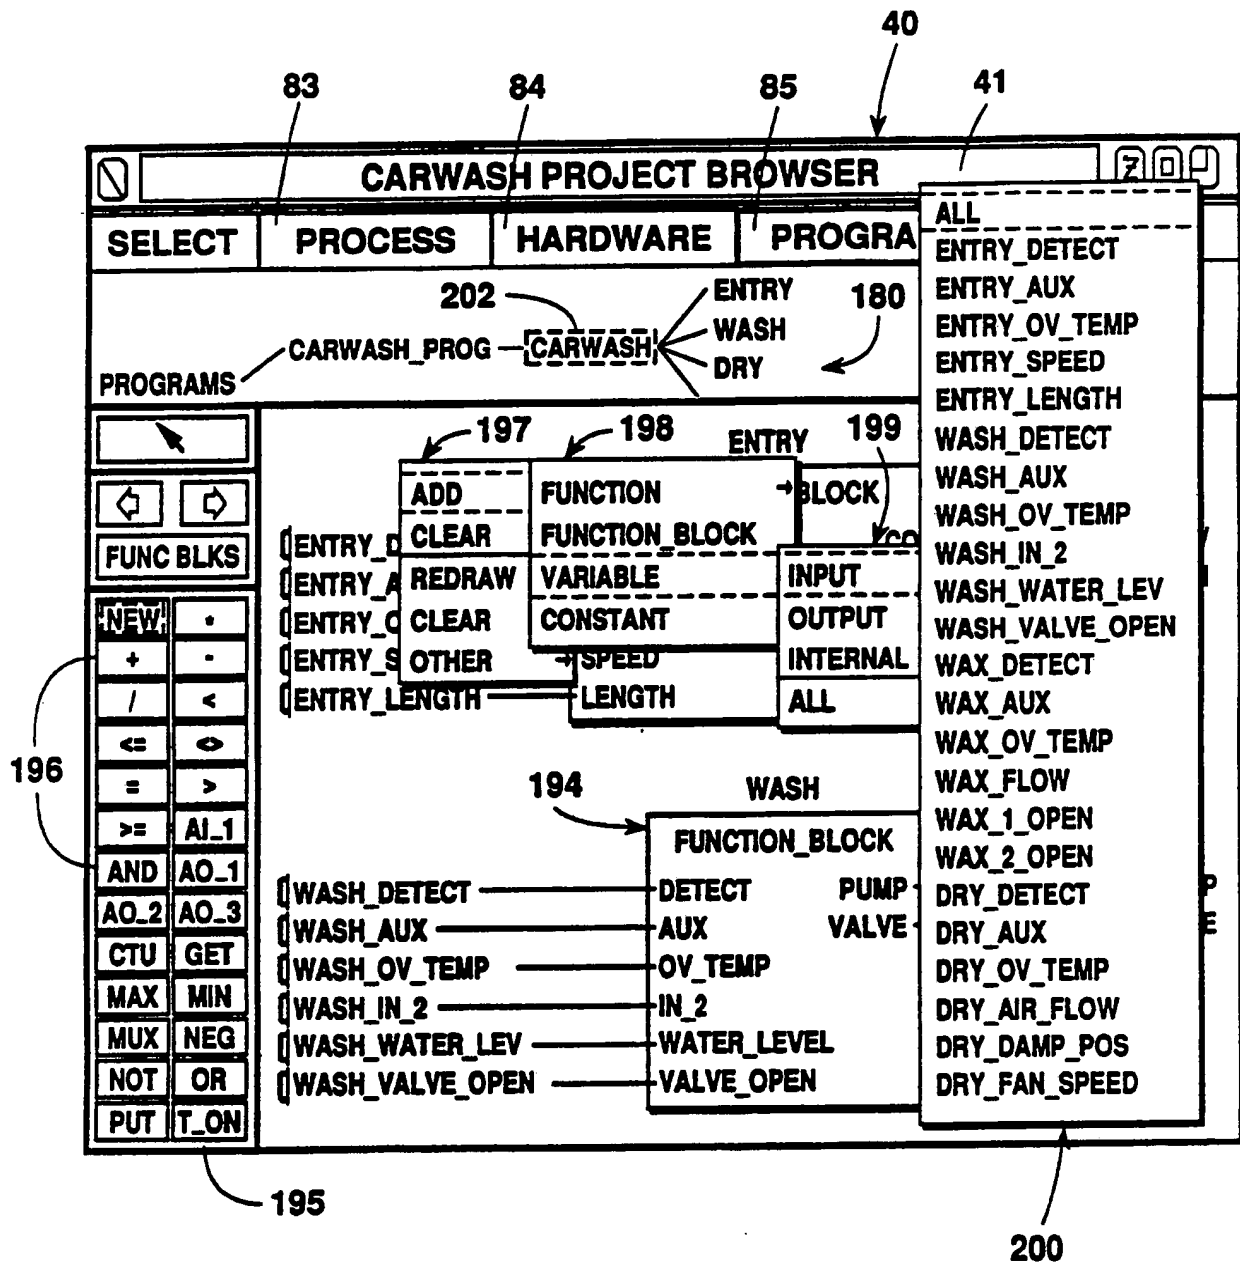 40
83 84 85 41
CARWASH PROJECT BROWSER
SELECT PROCESS HARDWARE PROGRA
202
ENTRY
WASH
DRY
180
CARWASH_PROG
CARWASH
PROGRAMS
197 198 ENTRY 199
ADD
CLEAR
REDRAW
CLEAR
OTHER
FUNCTION
FUNCTION_BLOCK
VARIABLE
CONSTANT
BLOCK
CO
INPUT
OUTPUT
INTERNAL
ALL
ENTRY_D
ENTRY_A
ENTRY_O
ENTRY_S
ENTRY_LENGTH
SPEED
LENGTH
FUNC BLKS
NEW *
+ -
/ <
<= <>
= >
>= AI_1
AND AO_1
AO_2 AO_3
CTU GET
MAX MIN
MUX NEG
NOT OR
PUT T_ON
196
195
194
WASH
FUNCTION_BLOCK
WASH_DETECT DETECT PUMP P
WASH_AUX AUX VALVE E
WASH_OV_TEMP OV_TEMP
WASH_IN_2 IN_2
WASH_WATER_LEV WATER_LEVEL
WASH_VALVE_OPEN VALVE_OPEN
ALL
ENTRY_DETECT
ENTRY_AUX
ENTRY_OV_TEMP
ENTRY_SPEED
ENTRY_LENGTH
WASH_DETECT
WASH_AUX
WASH_OV_TEMP
WASH_IN_2
WASH_WATER_LEV
WASH_VALVE_OPEN
WAX_DETECT
WAX_AUX
WAX_OV_TEMP
WAX_FLOW
WAX_1_OPEN
WAX_2_OPEN
DRY_DETECT
DRY_AUX
DRY_OV_TEMP
DRY_AIR_FLOW
DRY_DAMP_POS
DRY_FAN_SPEED
200